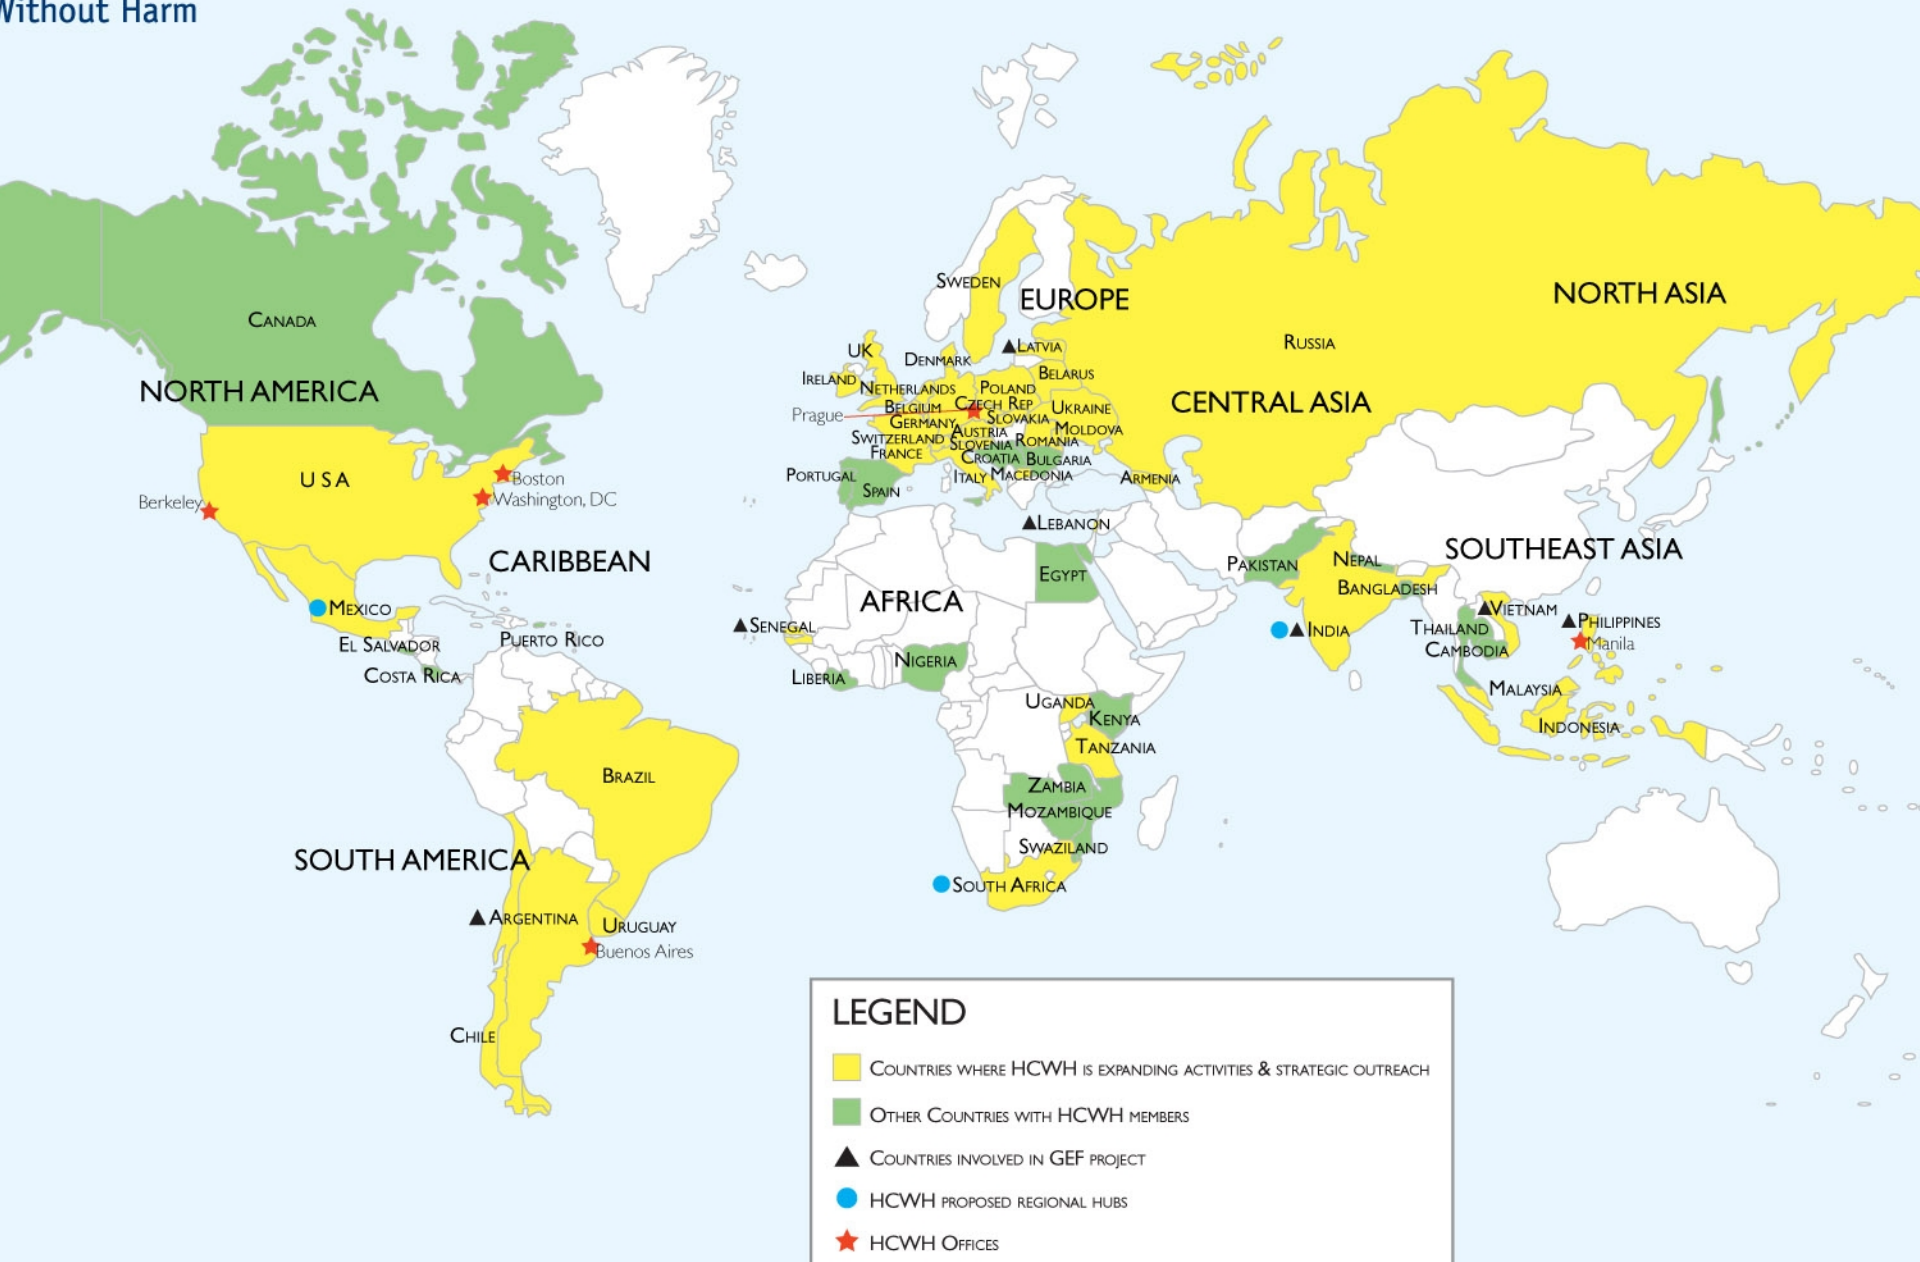 Without Harm
CANADA
NORTH AMERICA
USA
Boston
Washington, DC
Berkeley
CARIBBEAN
MEXICO
EL SALVADOR
PUERTO RICO
COSTA RICA
BRAZIL
SOUTH AMERICA
ARGENTINA
URUGUAY
Buenos Aires
CHILE
SWEDEN
EUROPE
UK
DENMARK
LATVIA
IRELAND
NETHERLANDS
POLAND
BELARUS
Prague
BELGIUM
CZECH REP
UKRAINE
GERMANY
SLOVAKIA
AUSTRIA
MOLDOVA
SWITZERLAND
SLOVENIA
ROMANIA
FRANCE
CROATIA
BULGARIA
PORTUGAL
SPAIN
ITALY
MACEDONIA
ARMENIA
LEBANON
NORTH ASIA
RUSSIA
CENTRAL ASIA
SOUTHEAST ASIA
PAKISTAN
NEPAL
BANGLADESH
INDIA
VIETNAM
PHILIPPINES
THAILAND
Manila
CAMBODIA
MALAYSIA
INDONESIA
EGYPT
AFRICA
SENEGAL
NIGERIA
LIBERIA
UGANDA
KENYA
TANZANIA
ZAMBIA
MOZAMBIQUE
SWAZILAND
SOUTH AFRICA
LEGEND
COUNTRIES WHERE HCWH IS EXPANDING ACTIVITIES & STRATEGIC OUTREACH
OTHER COUNTRIES WITH HCWH MEMBERS
COUNTRIES INVOLVED IN GEF PROJECT
HCWH PROPOSED REGIONAL HUBS
HCWH OFFICES